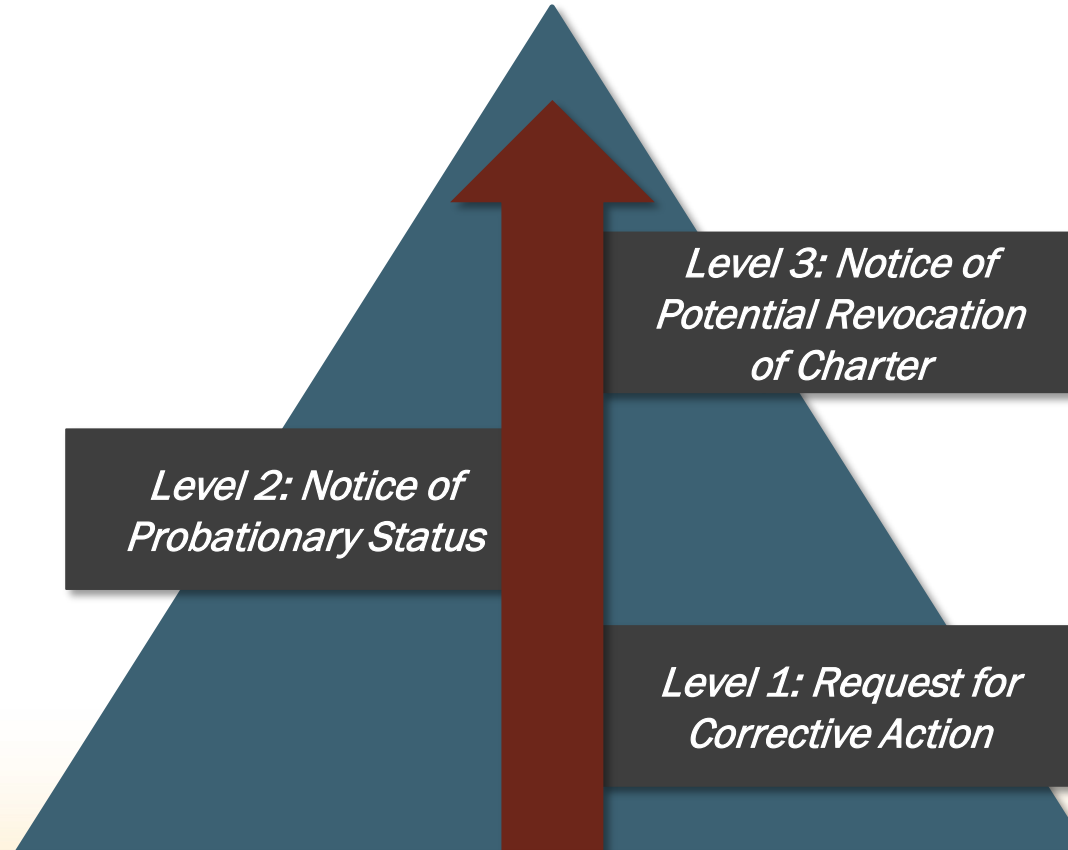 Level 3: Notice of
Potential Revocation
of Charter
Level 2: Notice of
Probationary Status
Level 1: Request for
Corrective Action